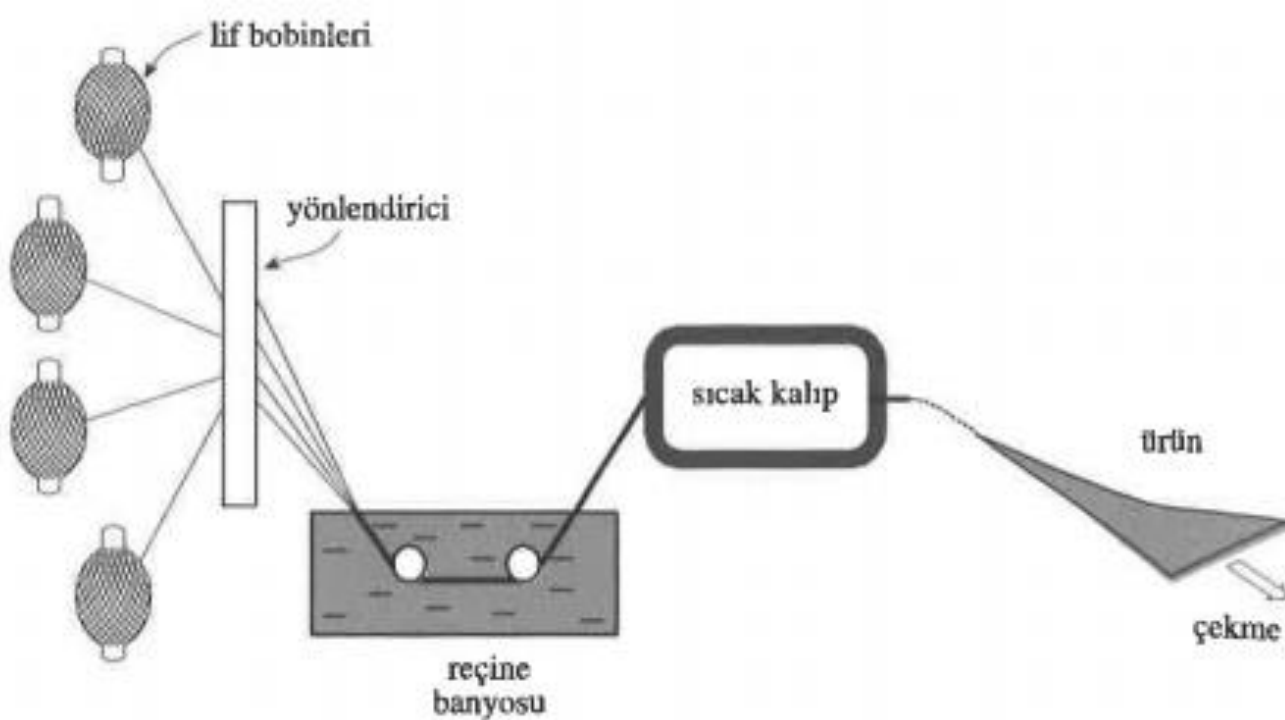 lif bobinleri
yönlendirici
sıcak kalıp
ürün
çekme
reçine
banyosu